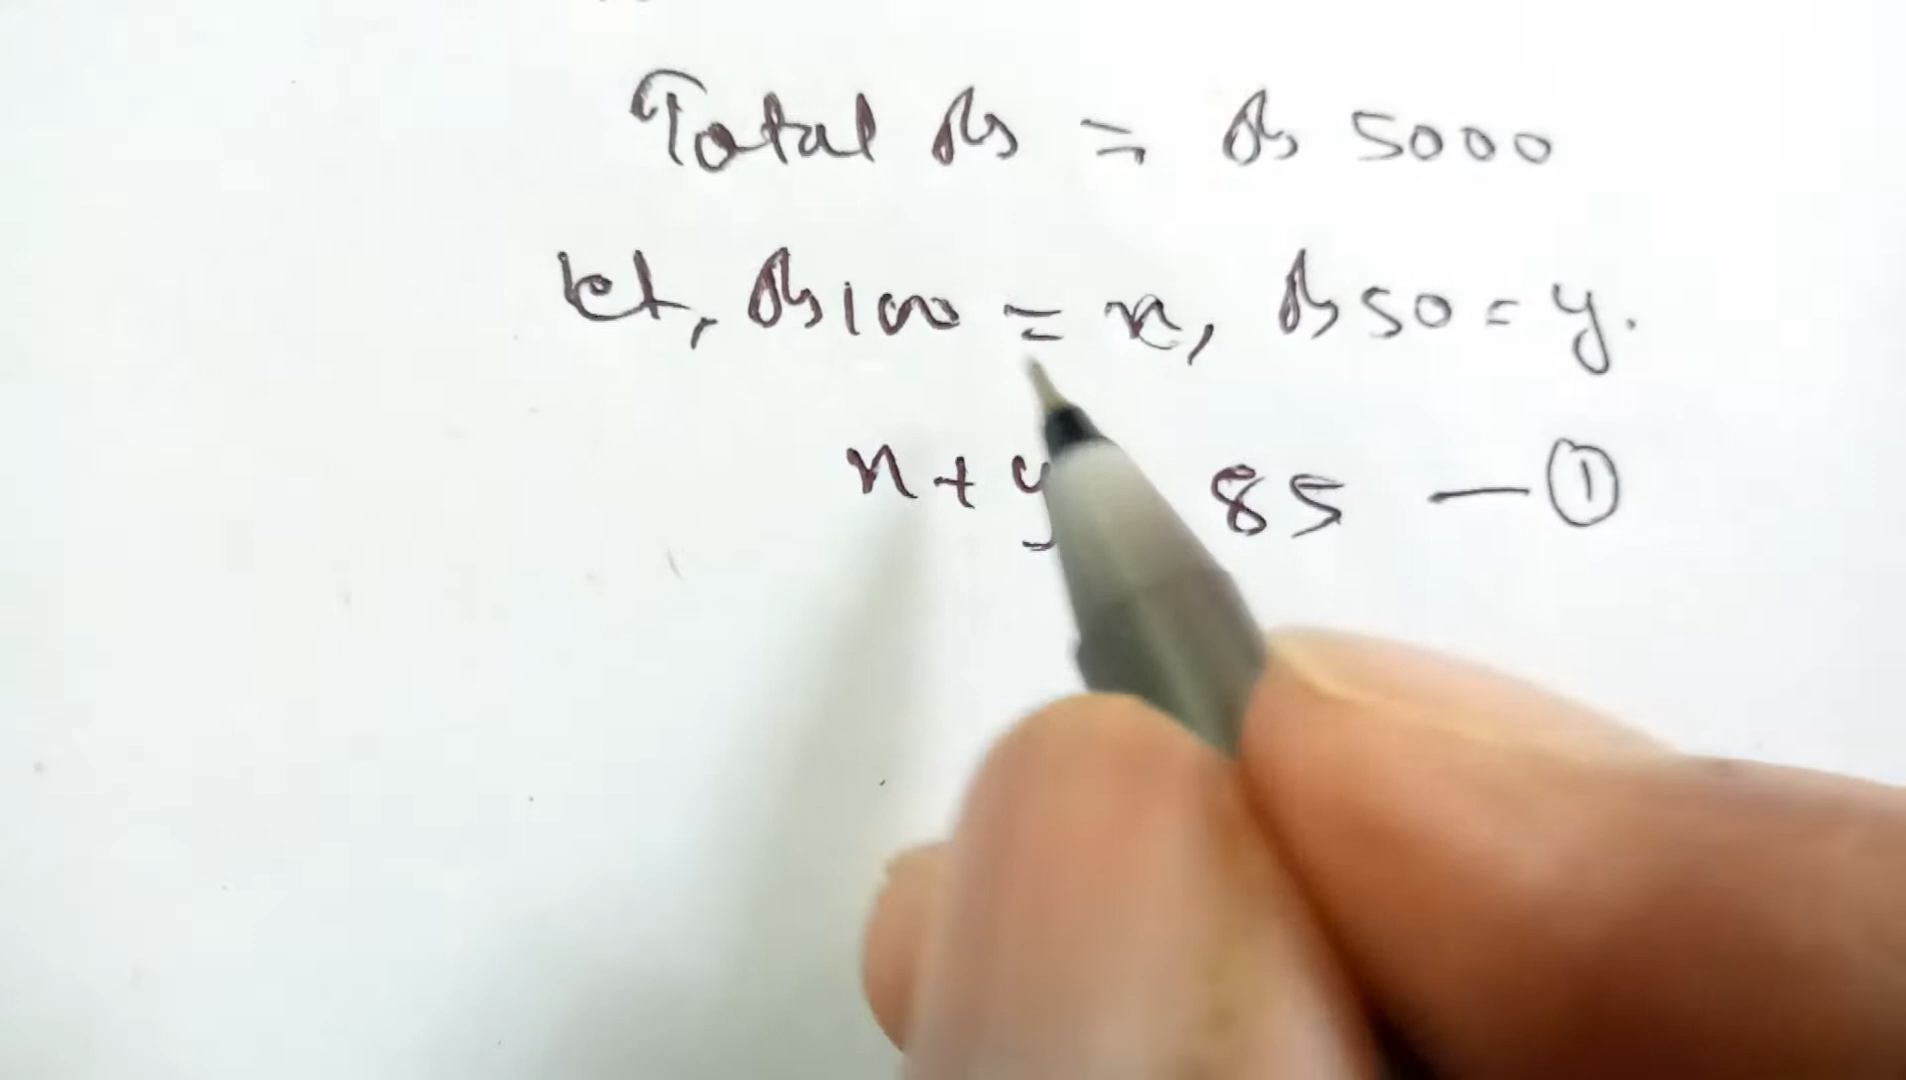 Total Rs = Rs 5000
let, Rs 100 = x, Rs 50 = y.
x + y 85 — ①